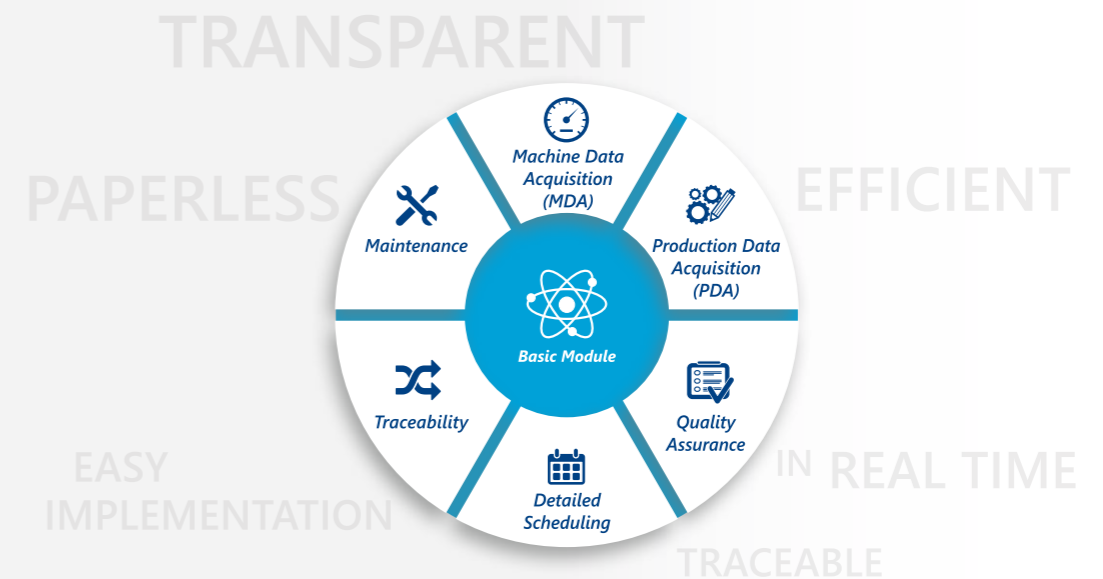 TRANSPARENT
Machine Data
Acquisition
(MDA)
PAPERLESS
EFFICIENT
Maintenance
Production Data
Acquisition
(PDA)
Basic Module
Traceability
Quality
Assurance
EASY
IMPLEMENTATION
IN REAL TIME
Detailed
Scheduling
TRACEABLE